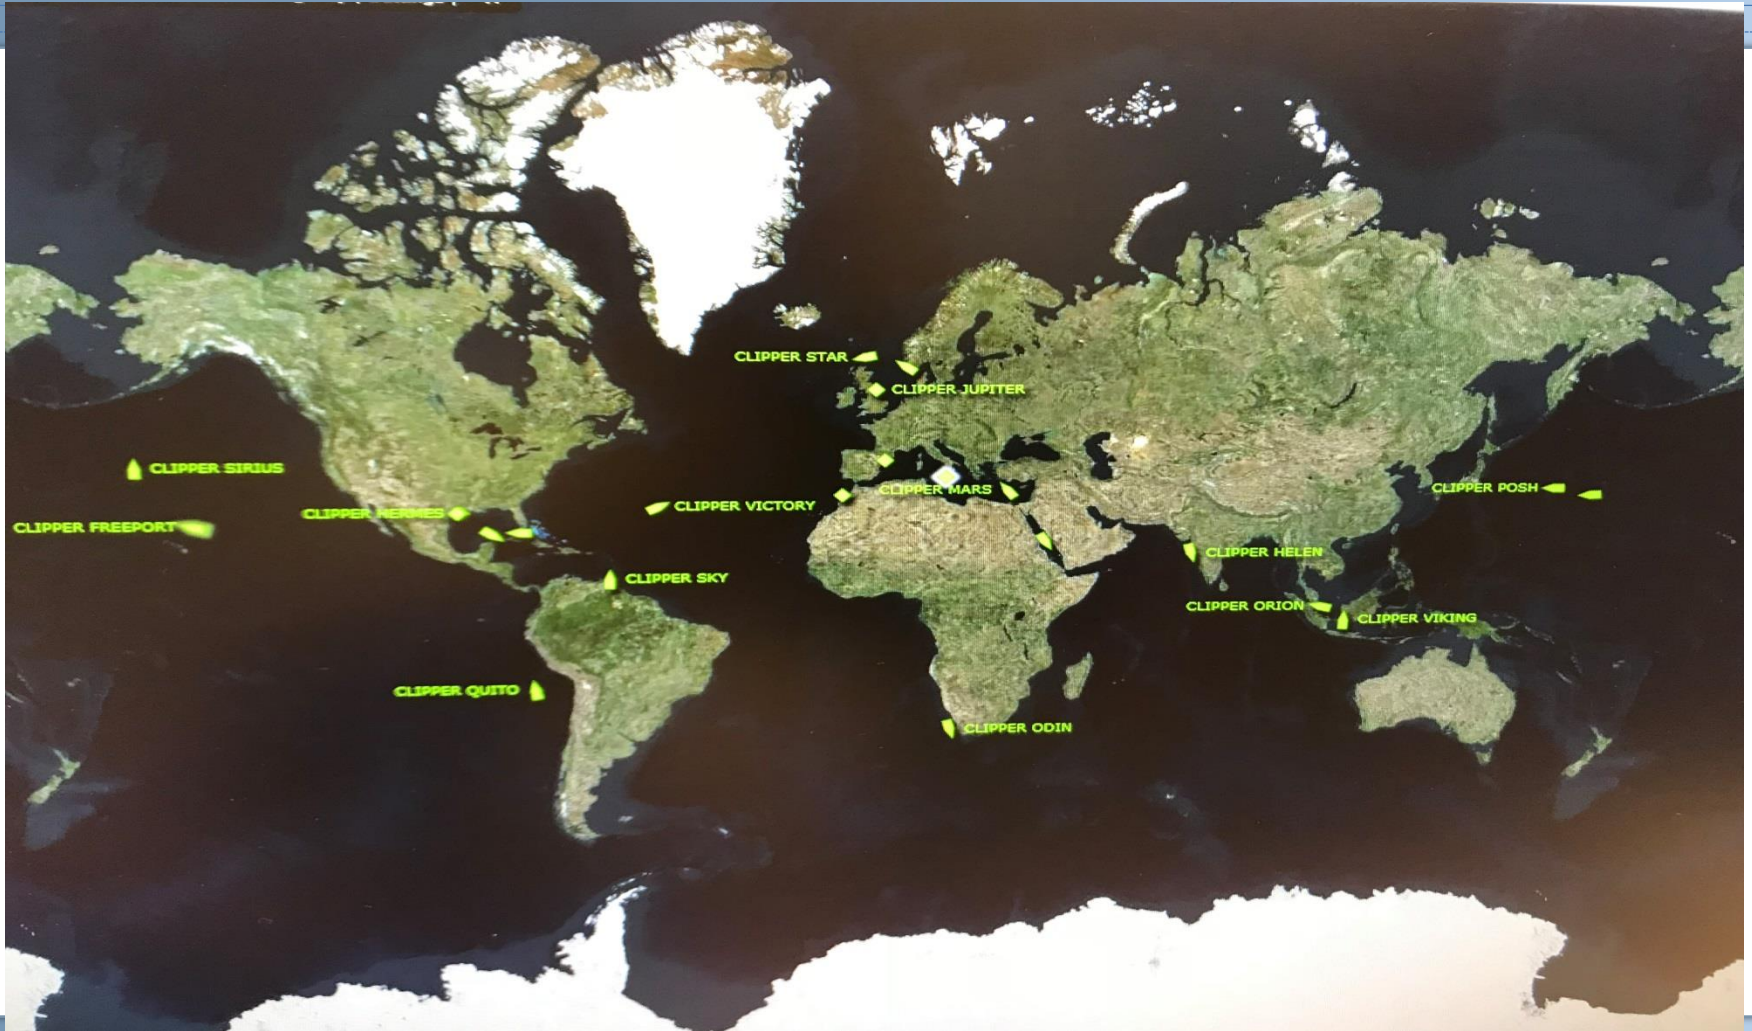 CLIPPER STAR
CLIPPER JUPITER
CLIPPER SIRIUS
CLIPPER MARS
CLIPPER POSH
CLIPPER VICTORY
CLIPPER HERMES
CLIPPER FREEPORT
CLIPPER HELEN
CLIPPER SKY
CLIPPER ORION
CLIPPER VIKING
CLIPPER QUITO
CLIPPER ODIN